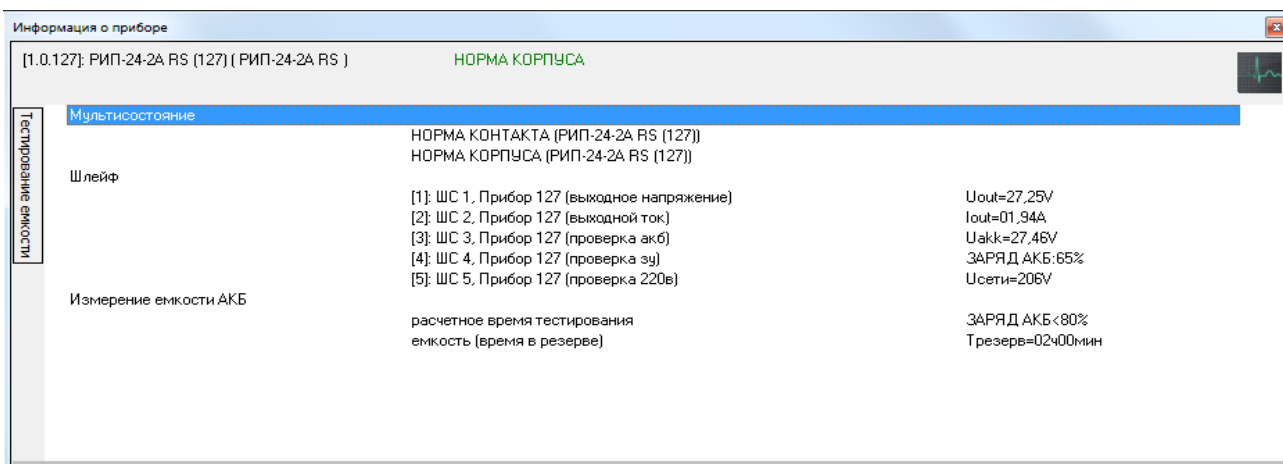 Информация о приборе
[1.0.127]: РИП-24-2А RS (127) ( РИП-24-2А RS ) НОРМА КОРПУСА
Тестирование емкости
Мультисостояние
НОРМА КОНТАКТА (РИП-24-2А RS (127))
НОРМА КОРПУСА (РИП-24-2А RS (127))
Шлейф
[1]: ШС 1, Прибор 127 (выходное напряжение) Uout=27,25V
[2]: ШС 2, Прибор 127 (выходной ток) Iout=01,94A
[3]: ШС 3, Прибор 127 (проверка акб) Uakk=27,46V
[4]: ШС 4, Прибор 127 (проверка зу) ЗАРЯД АКБ:65%
[5]: ШС 5, Прибор 127 (проверка 220в) Uсети=206V
Измерение емкости АКБ
расчетное время тестирования ЗАРЯД АКБ<80%
емкость (время в резерве) Tрезерв=02ч00мин